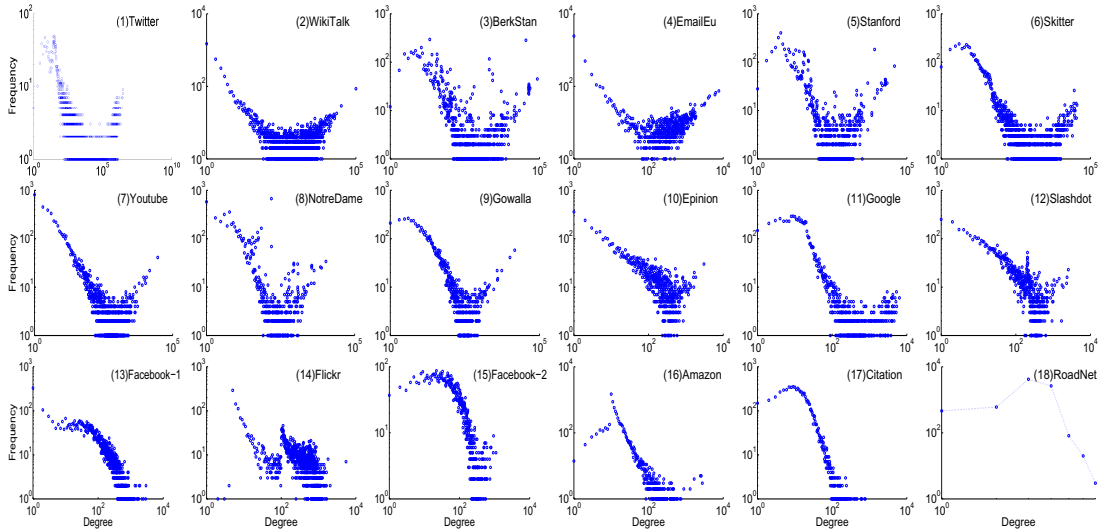 (1)Twitter
(2)WikiTalk
(3)BerkStan
(4)EmailEu
(5)Stanford
(6)Skitter
Frequency
10^0 10^1 10^2
10^0 10^5 10^10
10^0 10^2 10^4
10^0 10^5
10^0 10^1 10^2 10^3
10^0 10^5
10^0 10^2 10^4
10^0 10^2 10^4
10^0 10^1 10^2 10^3
10^0 10^5
10^0 10^1 10^2 10^3
10^0 10^5
(7)Youtube
(8)NotreDame
(9)Gowalla
(10)Epinion
(11)Google
(12)Slashdot
Frequency
10^0 10^1 10^2 10^3
10^0 10^5
10^0 10^1 10^2 10^3
10^0 10^5
10^0 10^1 10^2 10^3
10^0 10^5
10^0 10^1 10^2 10^3
10^0 10^2 10^4
10^0 10^1 10^2 10^3
10^0 10^2 10^4
10^0 10^1 10^2 10^3
10^0 10^2 10^4
(13)Facebook−1
(14)Flickr
(15)Facebook−2
(16)Amazon
(17)Citation
(18)RoadNet
Frequency
10^0 10^1 10^2 10^3
10^0 10^2 10^4
Degree
10^0 10^1 10^2 10^3
10^0 10^2 10^4
Degree
10^0 10^1 10^2
10^0 10^2 10^4
Degree
10^0 10^2 10^4
10^0 10^2 10^4
Degree
10^0 10^1 10^2 10^3
10^0 10^2 10^4
Degree
10^0 10^2 10^4
10^0
Degree